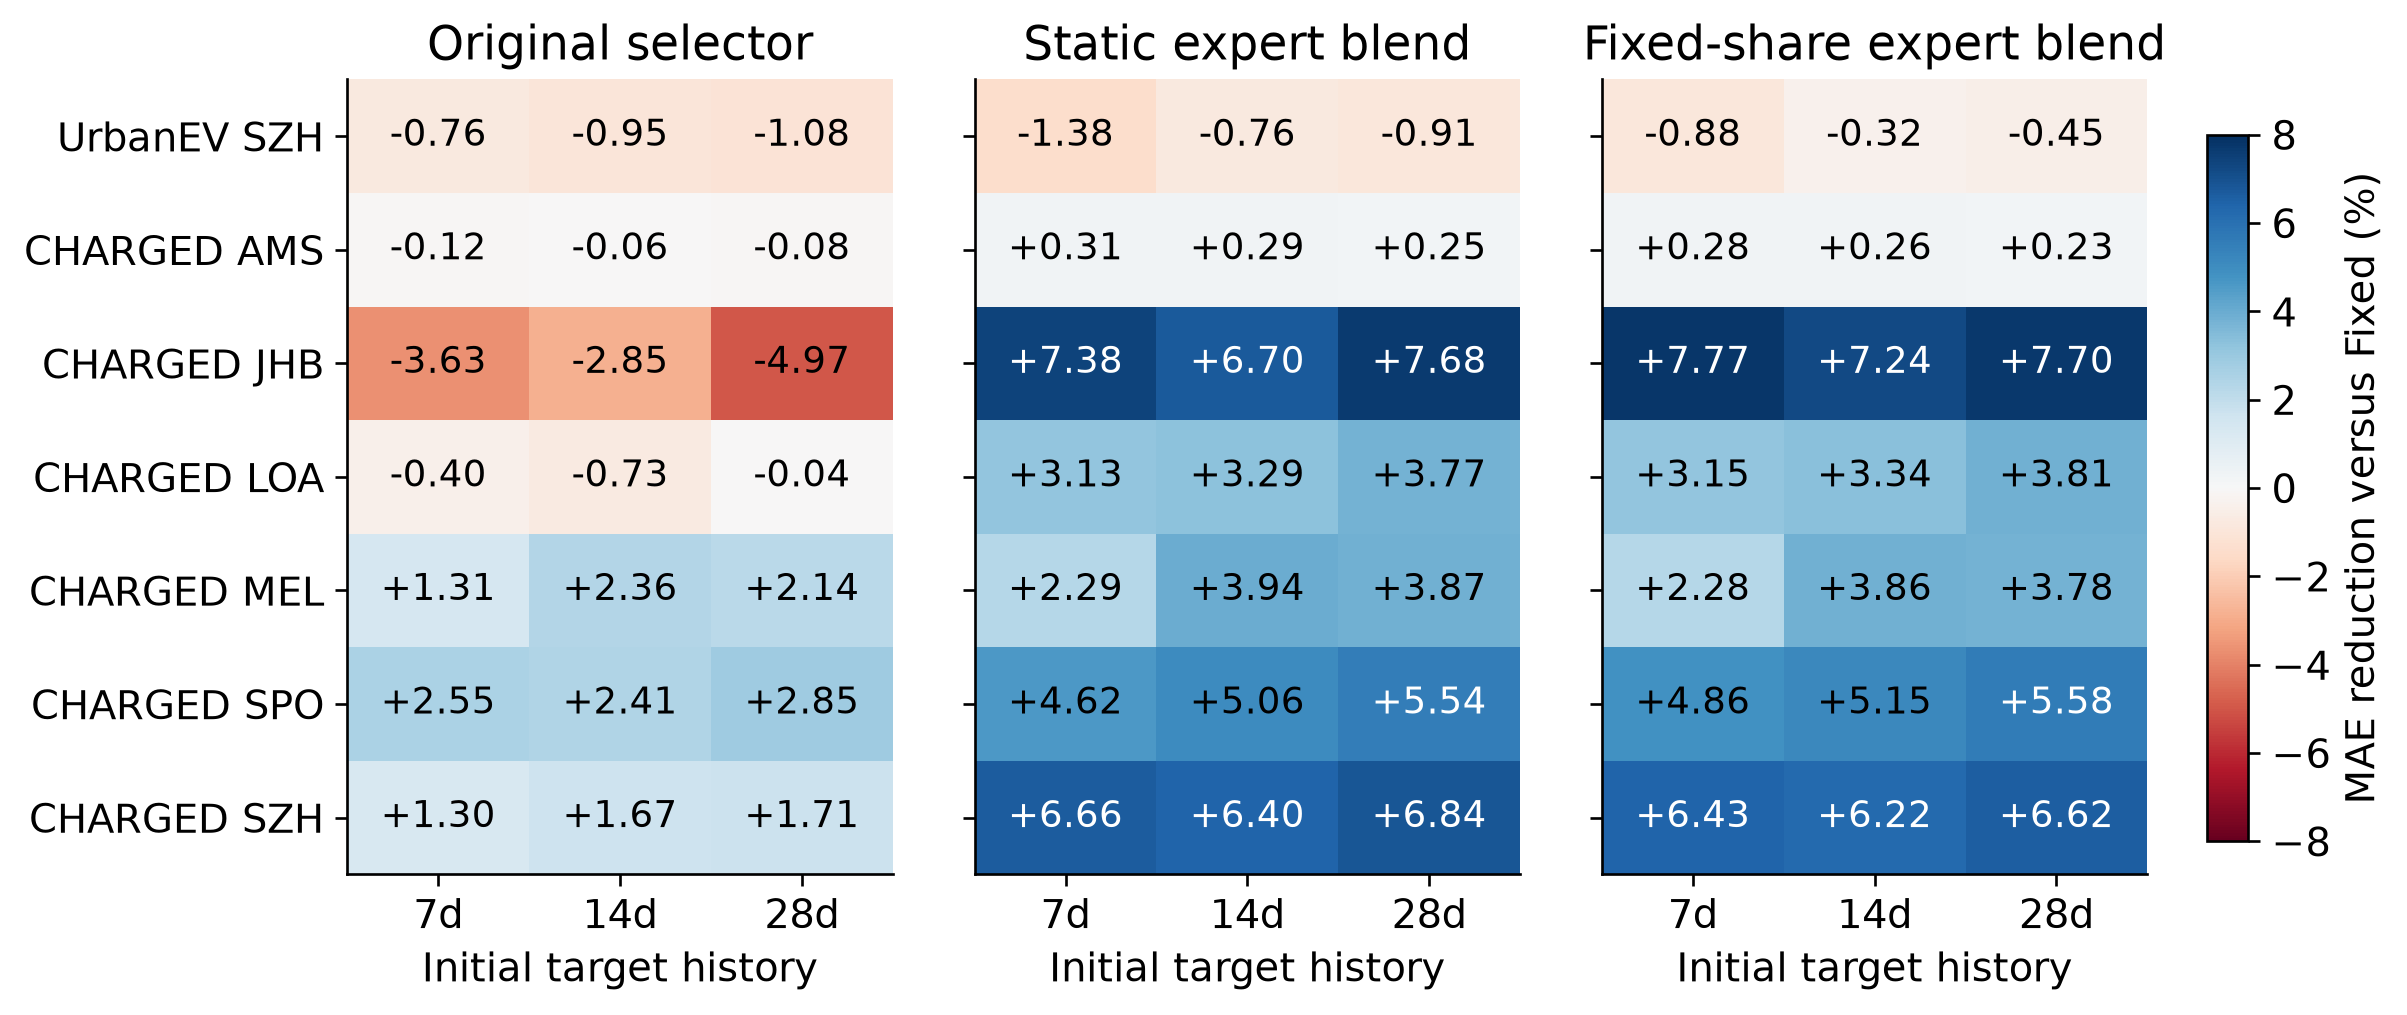 Original selector
Static expert blend
Fixed-share expert blend
UrbanEV SZH
-0.76 -0.95 -1.08
-1.38 -0.76 -0.91
-0.88 -0.32 -0.45
CHARGED AMS
-0.12 -0.06 -0.08
+0.31 +0.29 +0.25
+0.28 +0.26 +0.23
CHARGED JHB
-3.63 -2.85 -4.97
+7.38 +6.70 +7.68
+7.77 +7.24 +7.70
CHARGED LOA
-0.40 -0.73 -0.04
+3.13 +3.29 +3.77
+3.15 +3.34 +3.81
CHARGED MEL
+1.31 +2.36 +2.14
+2.29 +3.94 +3.87
+2.28 +3.86 +3.78
CHARGED SPO
+2.55 +2.41 +2.85
+4.62 +5.06 +5.54
+4.86 +5.15 +5.58
CHARGED SZH
+1.30 +1.67 +1.71
+6.66 +6.40 +6.84
+6.43 +6.22 +6.62
7d 14d 28d
7d 14d 28d
7d 14d 28d
Initial target history
Initial target history
Initial target history
8
6
4
2
0
−2
−4
−6
−8
MAE reduction versus Fixed (%)